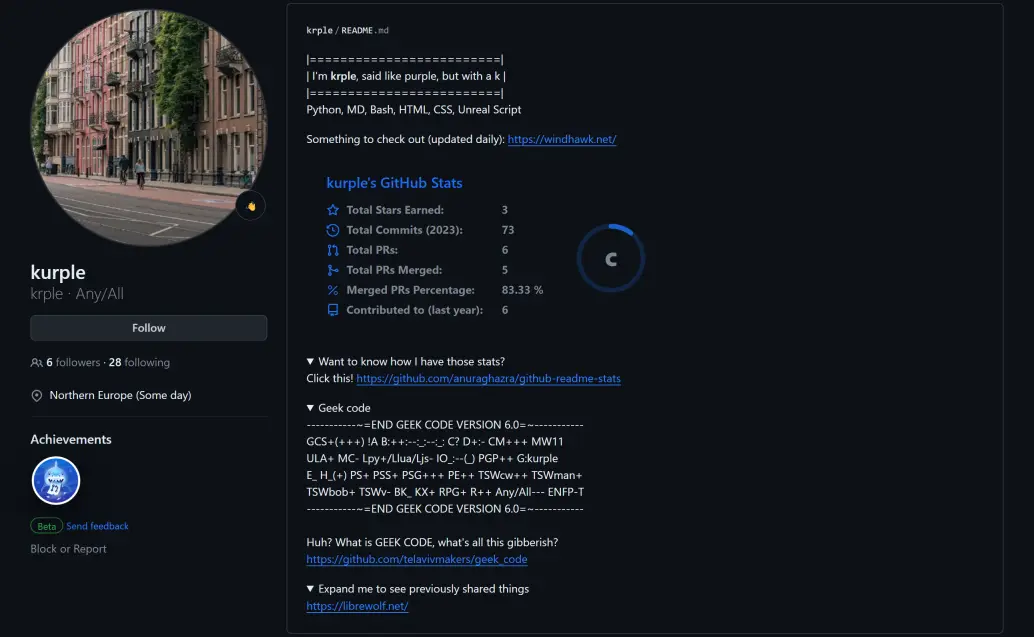 kurple
krple · Any/All
Follow
6 followers · 28 following
Northern Europe (Some day)
Achievements
Beta Send feedback
Block or Report
krple/README.md
|=========================|
| I'm krple, said like purple, but with a k |
|=========================|
Python, MD, Bash, HTML, CSS, Unreal Script
Something to check out (updated daily): https://windhawk.net/
kurple's GitHub Stats
Total Stars Earned: 3
Total Commits (2023): 73
Total PRs: 6
Total PRs Merged: 5
Merged PRs Percentage: 83.33 %
Contributed to (last year): 6
C
▼ Want to know how I have those stats?
Click this! https://github.com/anuraghazra/github-readme-stats
▼ Geek code
-----------~=END GEEK CODE VERSION 6.0=~-----------
GCS+(+++) !A B:++:--:_:--:_: C? D+:- CM+++ MW11
ULA+ MC- Lpy+/Llua/Ljs- IO_:--(_) PGP++ G:kurple
E_ H_(+) PS+ PSS+ PSG+++ PE++ TSWcw++ TSWman+
TSWbob+ TSWv- BK_ KX+ RPG+ R++ Any/All--- ENFP-T
-----------~=END GEEK CODE VERSION 6.0=~-----------
Huh? What is GEEK CODE, what's all this gibberish?
https://github.com/telavivmakers/geek_code
▼ Expand me to see previously shared things
https://librewolf.net/